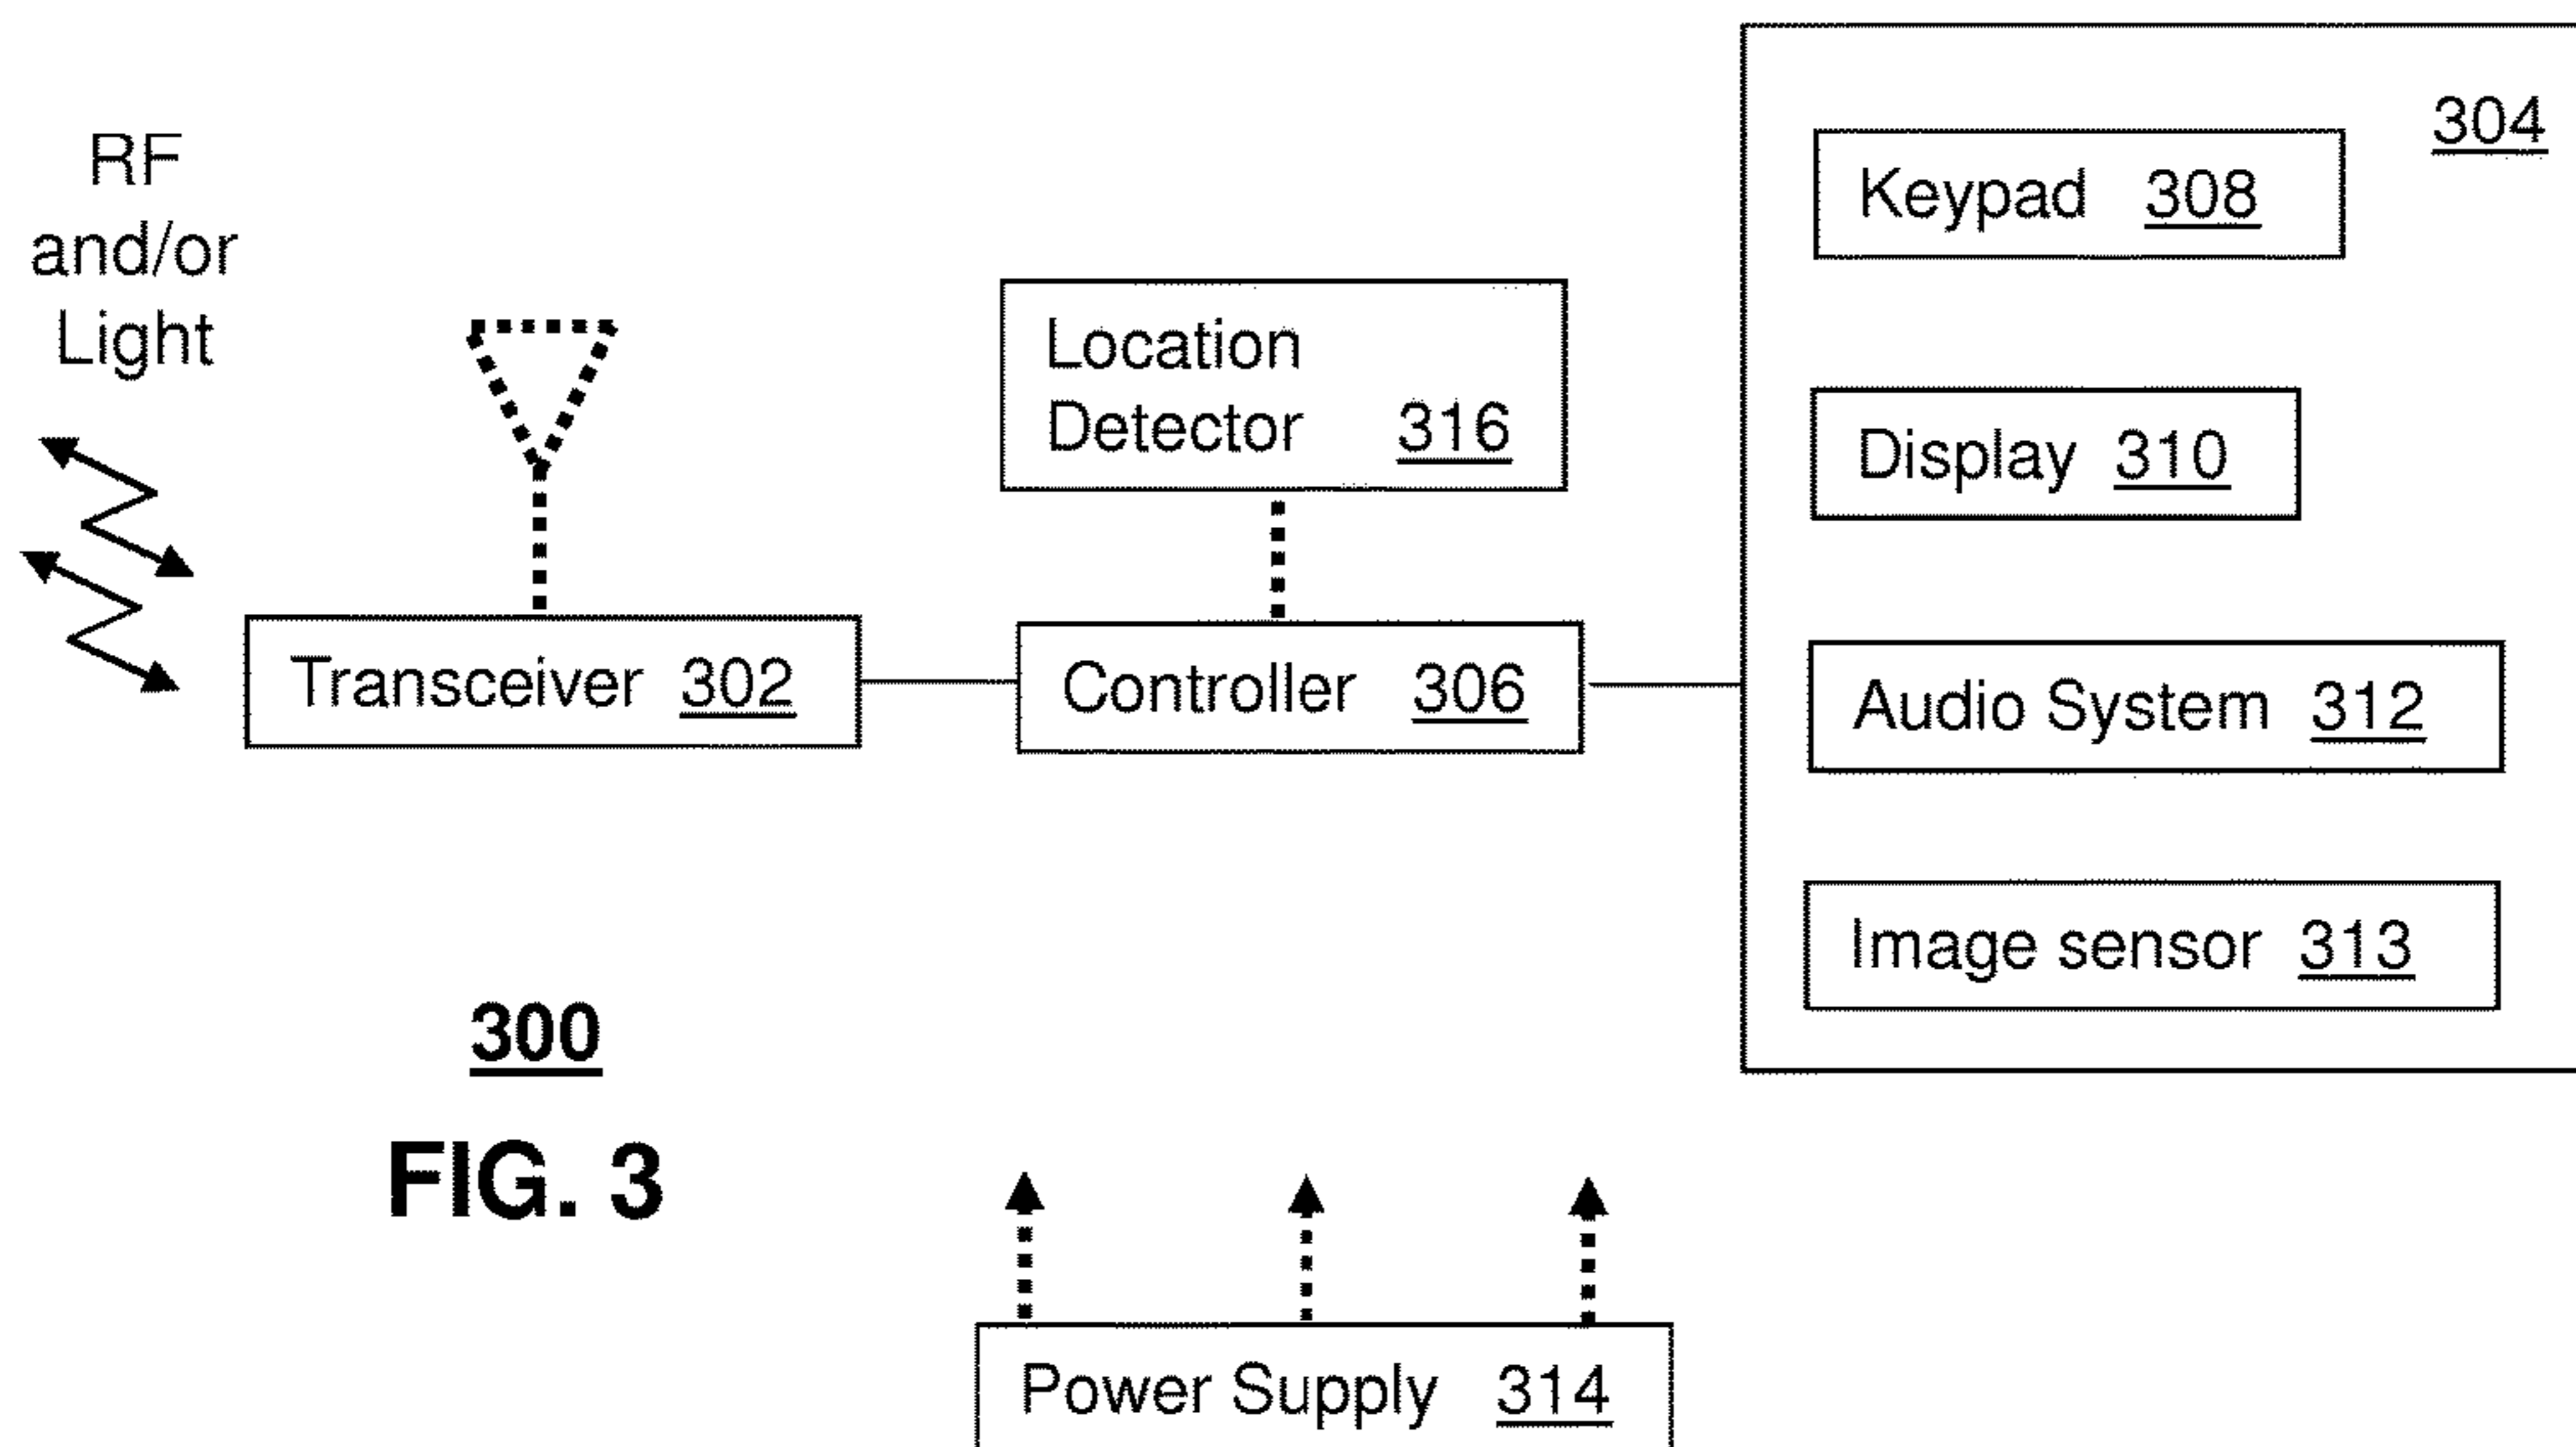 RF
and/or
Light
Location
Detector 316
Transceiver 302
Controller 306
304
Keypad 308
Display 310
Audio System 312
Image sensor 313
300
FIG. 3
Power Supply 314